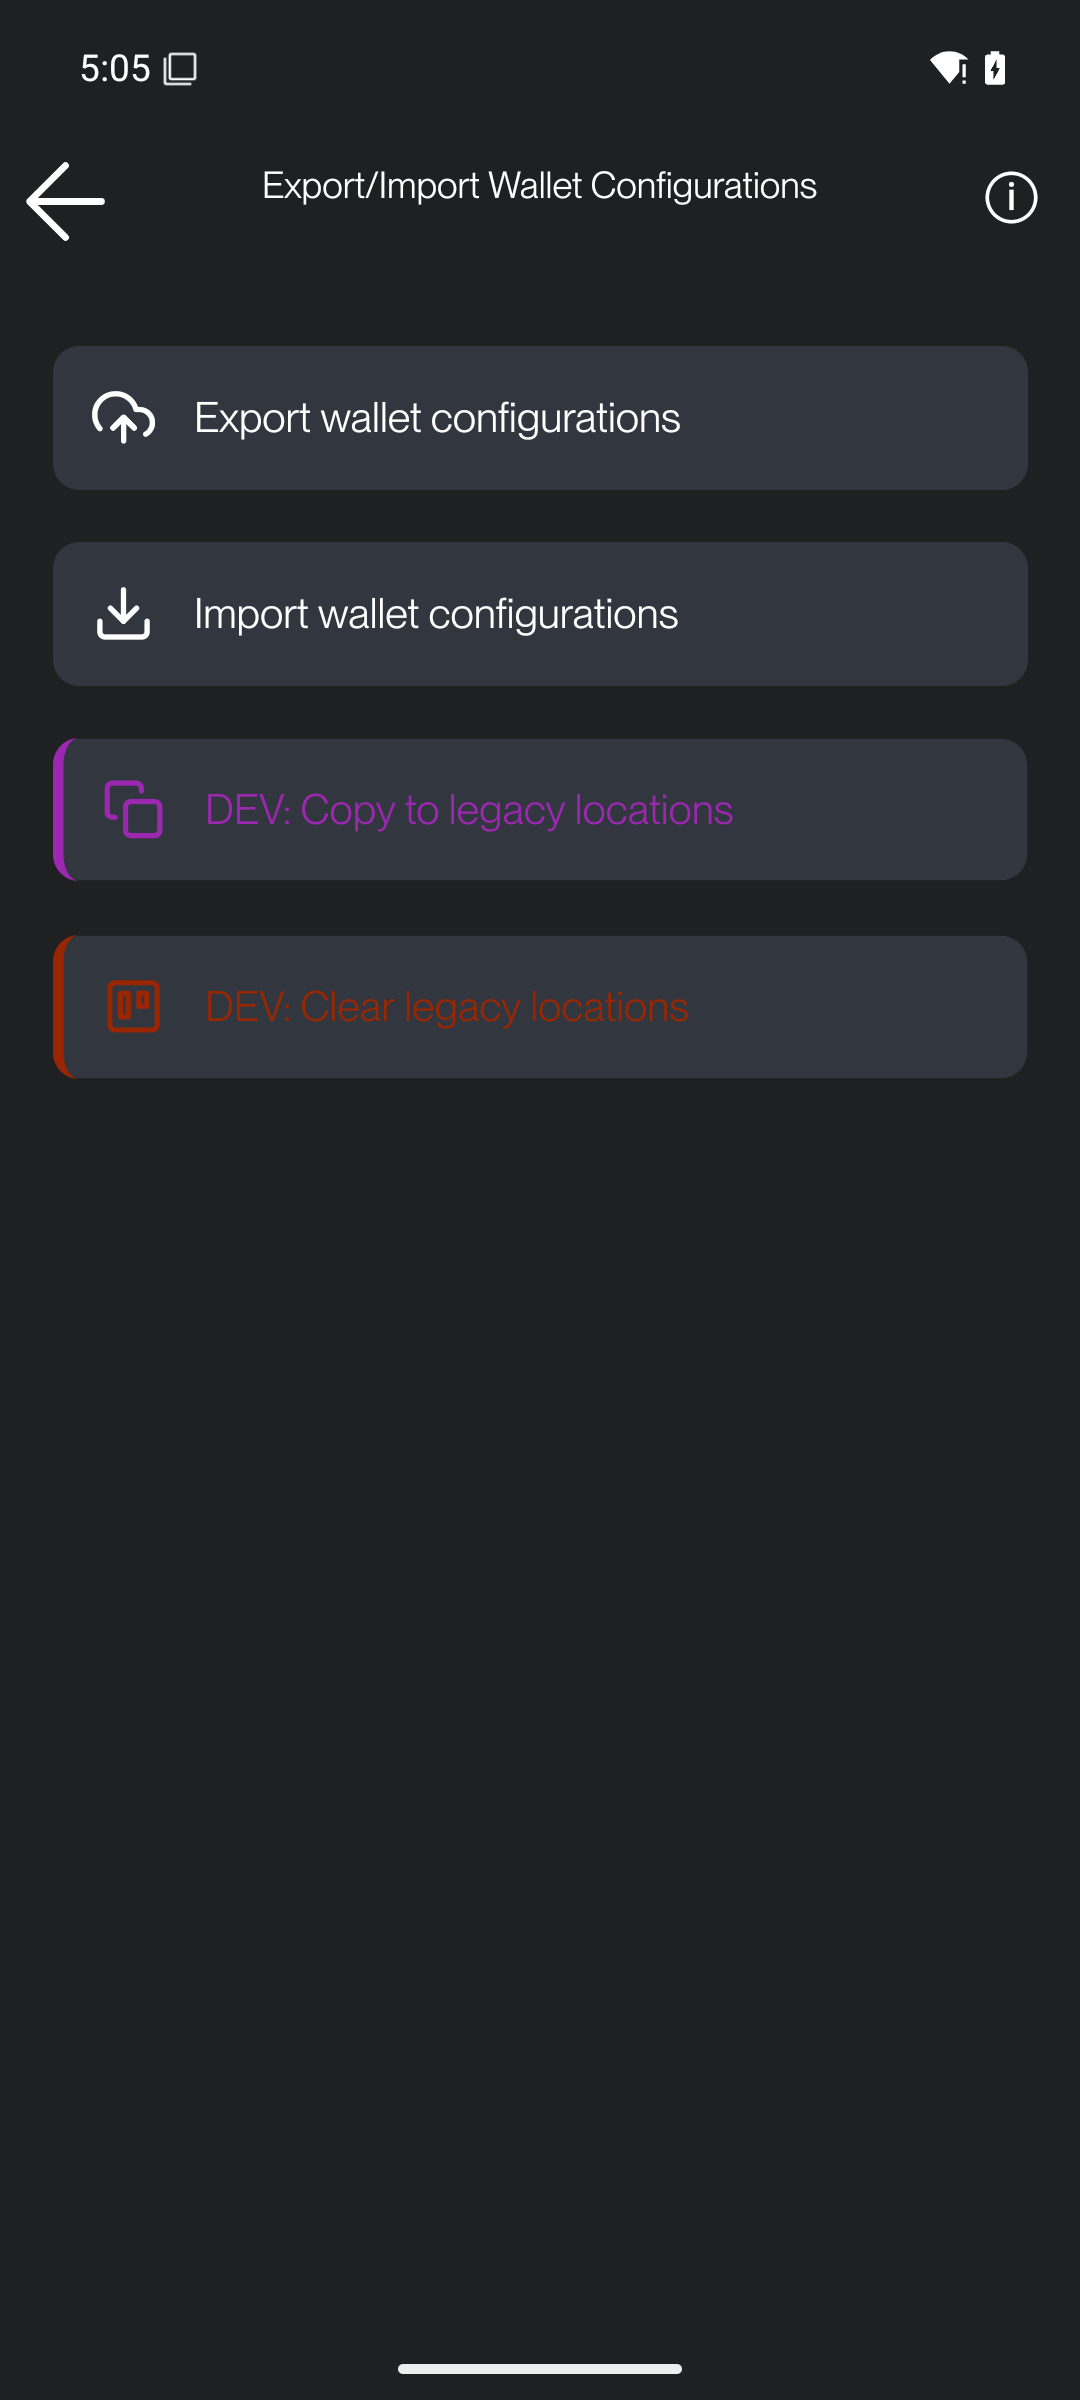 5:05
Export/Import Wallet Configurations
Export wallet configurations
Import wallet configurations
DEV: Copy to legacy locations
DEV: Clear legacy locations